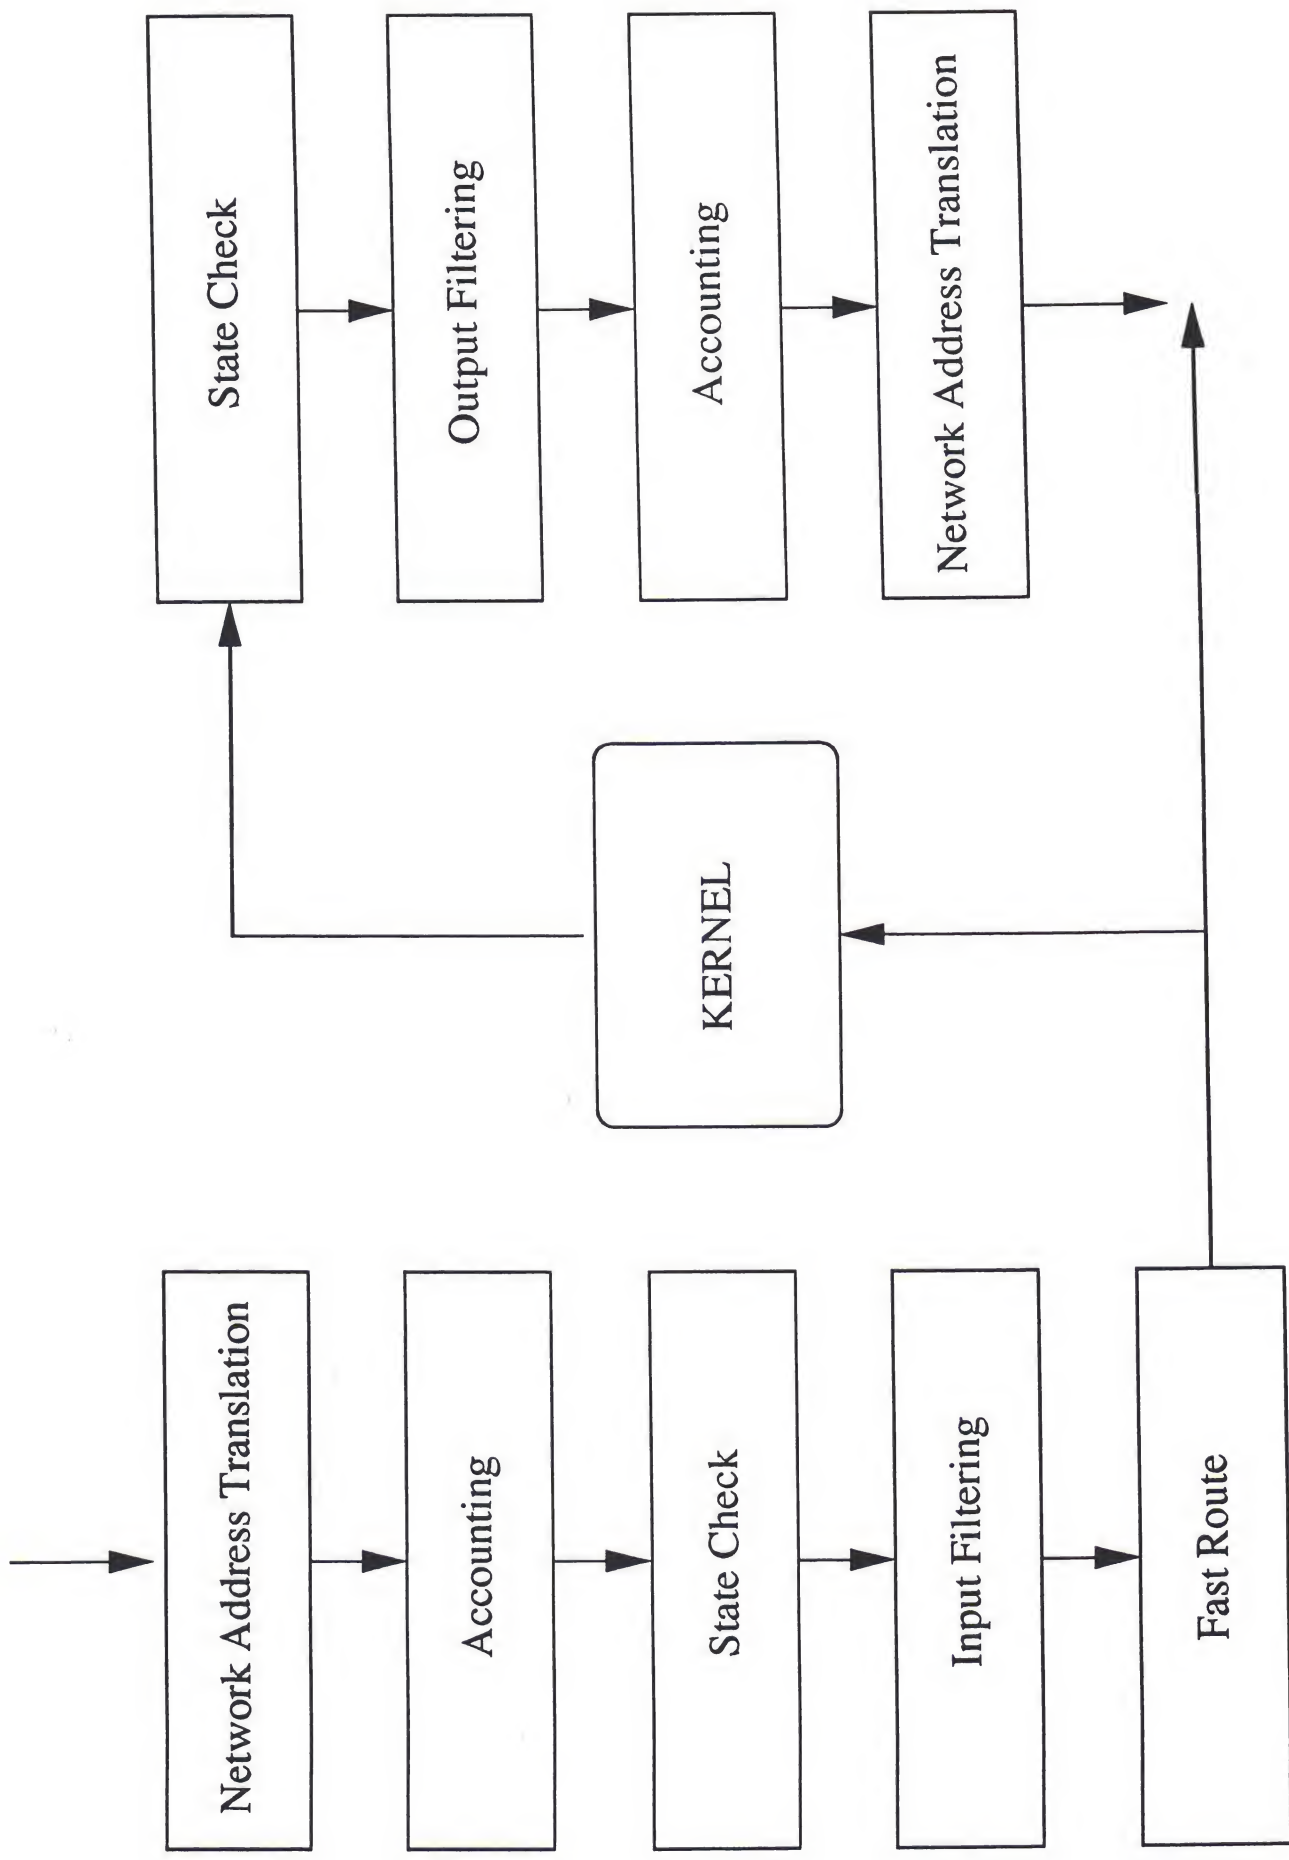 Network Address Translation
Accounting
State Check
Input Filtering
Fast Route
KERNEL
State Check
Output Filtering
Accounting
Network Address Translation